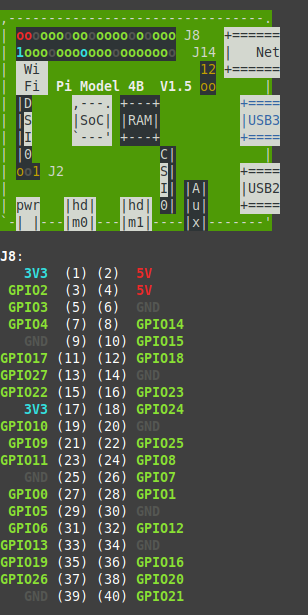 ,--------------------------------.
| oooooooooooooooooooo J8   +======
| 1ooooooooooooooooooo J14  |   Net
|  Wi                    12 +======
|  Fi  Pi Model 4B  V1.5 oo      |
| |D     ,---. +---+          +====
| |S     |SoC| |RAM|          |USB3
| |I     `---' +---+          +====
| |0                C|          |
| oo1 J2            S|        +====
|                   I| |A|    |USB2
| pwr   |hd|   |hd| 0| |u|    +====
`-| |---|m0|---|m1|----|x|-------'

J8:
3V3 (1) (2) 5V
GPIO2 (3) (4) 5V
GPIO3 (5) (6) GND
GPIO4 (7) (8) GPIO14
GND (9) (10) GPIO15
GPIO17 (11) (12) GPIO18
GPIO27 (13) (14) GND
GPIO22 (15) (16) GPIO23
3V3 (17) (18) GPIO24
GPIO10 (19) (20) GND
GPIO9 (21) (22) GPIO25
GPIO11 (23) (24) GPIO8
GND (25) (26) GPIO7
GPIO0 (27) (28) GPIO1
GPIO5 (29) (30) GND
GPIO6 (31) (32) GPIO12
GPIO13 (33) (34) GND
GPIO19 (35) (36) GPIO16
GPIO26 (37) (38) GPIO20
GND (39) (40) GPIO21